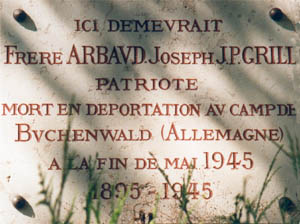 ICI DEMEVRAIT
FRERE ARBAVD. JOSEPH J.P. GRILL
PATRIOTE
MORT EN DEPORTATION AV CAMP DE
BVCHENWALD (ALLEMAGNE)
A LA FIN DE MAI 1945
1895-1945